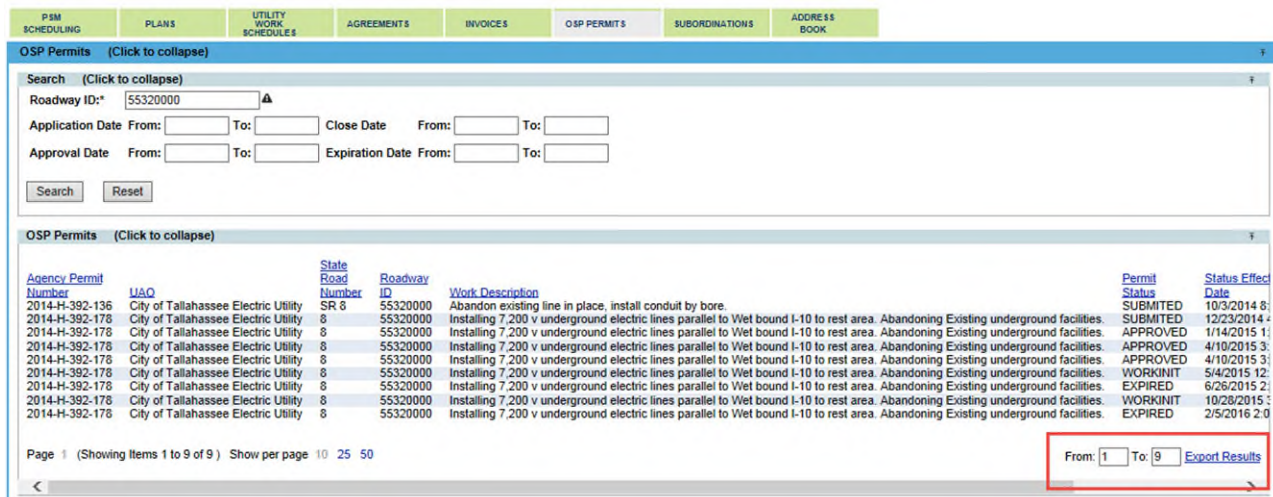 PSM SCHEDULING
PLANS
UTILITY WORK SCHEDULES
AGREEMENTS
INVOICES
OSP PERMITS
SUBORDINATIONS
ADDRESS BOOK
OSP Permits (Click to collapse)
Search (Click to collapse)
Roadway ID:* 55320000
Application Date From: To: Close Date From: To:
Approval Date From: To: Expiration Date From: To:
Search Reset
OSP Permits (Click to collapse)
Agency Permit Number UAO State Road Number Roadway ID Work Description Permit Status Status Effect Date
2014-H-392-136 City of Tallahassee Electric Utility SR 8 55320000 Abandon existing line in place, install conduit by bore. SUBMITED 10/3/2014 8:
2014-H-392-178 City of Tallahassee Electric Utility 8 55320000 Installing 7,200 v underground electric lines parallel to Wet bound I-10 to rest area. Abandoning Existing underground facilities. SUBMITED 12/23/2014 4
2014-H-392-178 City of Tallahassee Electric Utility 8 55320000 Installing 7,200 v underground electric lines parallel to Wet bound I-10 to rest area. Abandoning Existing underground facilities. APPROVED 1/14/2015 1:
2014-H-392-178 City of Tallahassee Electric Utility 8 55320000 Installing 7,200 v underground electric lines parallel to Wet bound I-10 to rest area. Abandoning Existing underground facilities. APPROVED 4/10/2015 3:
2014-H-392-178 City of Tallahassee Electric Utility 8 55320000 Installing 7,200 v underground electric lines parallel to Wet bound I-10 to rest area. Abandoning Existing underground facilities. APPROVED 4/10/2015 3:
2014-H-392-178 City of Tallahassee Electric Utility 8 55320000 Installing 7,200 v underground electric lines parallel to Wet bound I-10 to rest area. Abandoning Existing underground facilities. WORKINIT 5/4/2015 12:
2014-H-392-178 City of Tallahassee Electric Utility 8 55320000 Installing 7,200 v underground electric lines parallel to Wet bound I-10 to rest area. Abandoning Existing underground facilities. EXPIRED 6/26/2015 2:
2014-H-392-178 City of Tallahassee Electric Utility 8 55320000 Installing 7,200 v underground electric lines parallel to Wet bound I-10 to rest area. Abandoning Existing underground facilities. WORKINIT 10/28/2015 3
2014-H-392-178 City of Tallahassee Electric Utility 8 55320000 Installing 7,200 v underground electric lines parallel to Wet bound I-10 to rest area. Abandoning Existing underground facilities. EXPIRED 2/5/2016 2:0
Page 1 (Showing Items 1 to 9 of 9 ) Show per page 10 25 50 From: 1 To: 9 Export Results